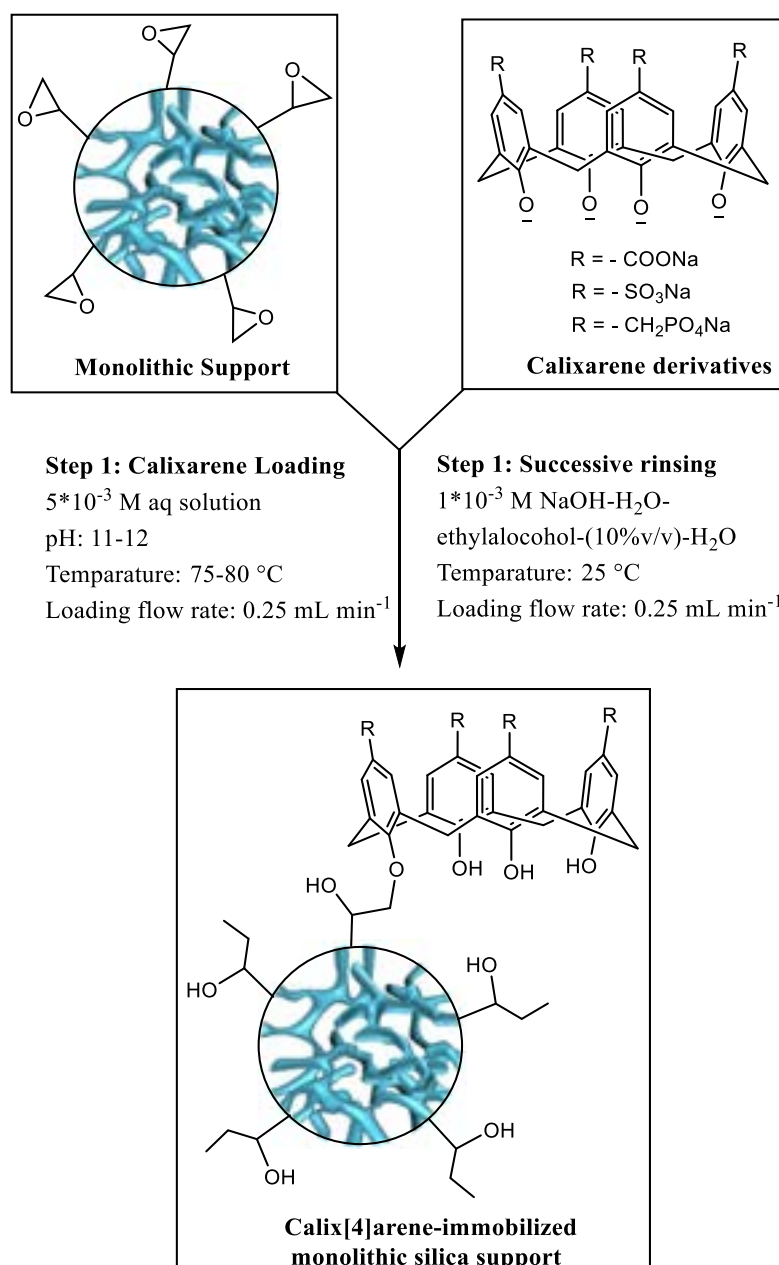 O
O
O
O
O
Monolithic Support
R
R
R
R
O
O
O
O
R = - COONa
R = - SO₃Na
R = - CH₂PO₄Na
Calixarene derivatives
Step 1: Calixarene Loading
5*10⁻³ M aq solution
pH: 11-12
Temparature: 75-80 °C
Loading flow rate: 0.25 mL min⁻¹
Step 1: Successive rinsing
1*10⁻³ M NaOH-H₂O-
ethylalocohol-(10%v/v)-H₂O
Temparature: 25 °C
Loading flow rate: 0.25 mL min⁻¹
R
R
R
R
OH
OH
HO
O
HO
HO
HO
OH
OH
Calix[4]arene-immobilized
monolithic silica support